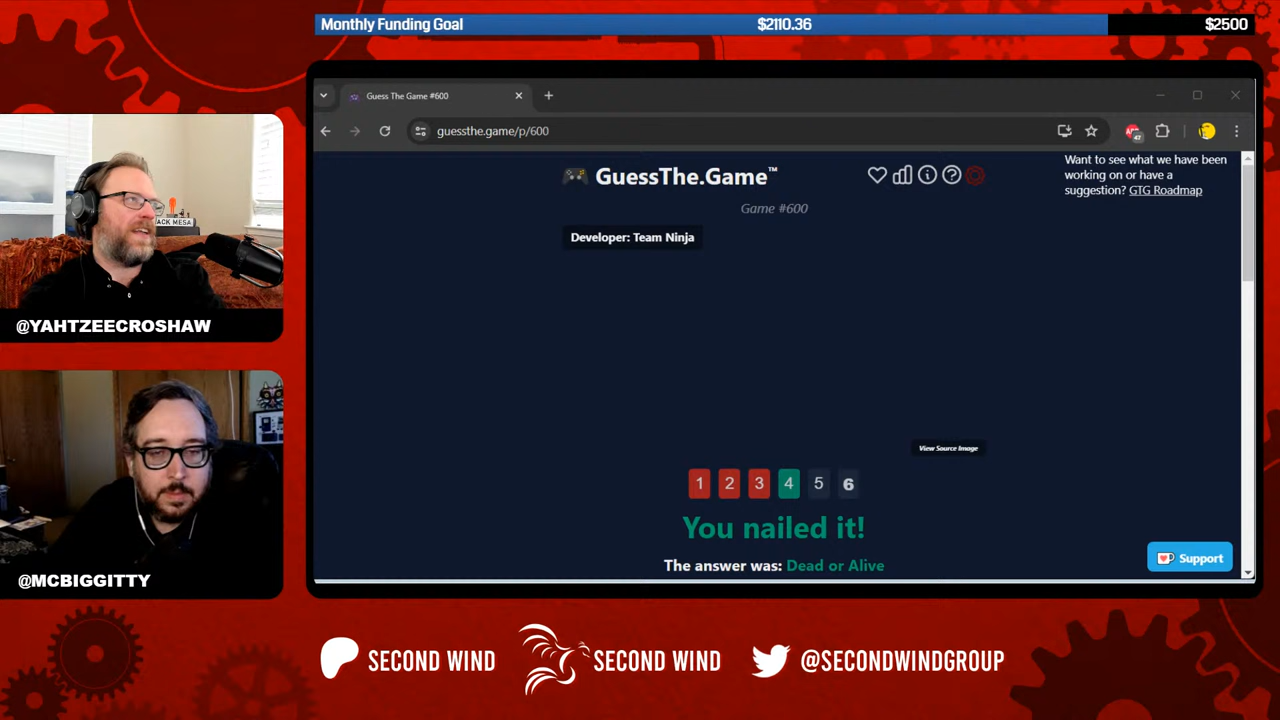 Monthly Funding Goal $2110.36 $2500
Guess The Game #600
guessthe.game/p/600
47
GuessThe.Game™
Want to see what we have been
working on or have a
suggestion? GTG Roadmap
Game #600
Developer: Team Ninja
View Source Image
1 2 3 4 5 6
You nailed it!
The answer was: Dead or Alive
Support
@YAHTZEECROSHAW
@MCBIGGITTY
SECOND WIND SECOND WIND @SECONDWINDGROUP